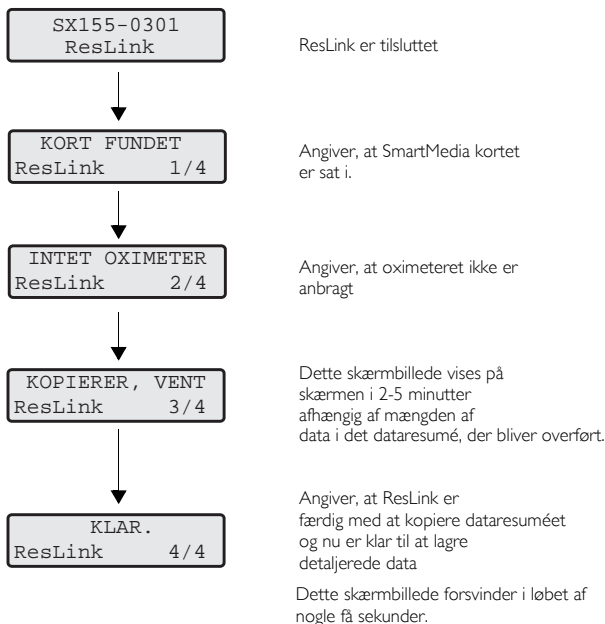 SX155-0301
ResLink
ResLink er tilsluttet
KORT FUNDET
ResLink 1/4
Angiver, at SmartMedia kortet
er sat i.
INTET OXIMETER
ResLink 2/4
Angiver, at oximeteret ikke er
anbragt
KOPIERER, VENT
ResLink 3/4
Dette skærmbillede vises på
skærmen i 2-5 minutter
afhængig af mængden af
data i det dataresumé, der bliver overført.
KLAR.
ResLink 4/4
Angiver, at ResLink er
færdig med at kopiere dataresuméet
og nu er klar til at lagre
detaljerede data
Dette skærmbillede forsvinder i løbet af
nogle få sekunder.